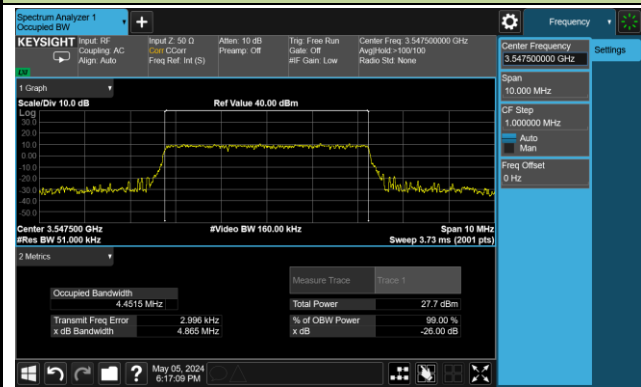 Spectrum Analyzer 1
Occupied BW
+
Frequency
KEYSIGHT
Input: RF
Coupling: AC
Align: Auto
Input Z: 50 Ω
Corr CCorr
Freq Ref: Int (S)
Atten: 10 dB
Preamp: Off
Trig: Free Run
Gate: Off
#IF Gain: Low
Center Freq: 3.547500000 GHz
Avg|Hold:>100/100
Radio Std: None
LXI
Center Frequency
3.547500000 GHz
Settings
Span
10.000 MHz
CF Step
1.000000 MHz
Auto
Man
Freq Offset
0 Hz
1 Graph
Scale/Div 10.0 dB
Ref Value 40.00 dBm
Log
30.0
20.0
10.0
0.00
-10.0
-20.0
-30.0
-40.0
-50.0
Center 3.547500 GHz
#Video BW 160.00 kHz
Span 10 MHz
#Res BW 51.000 kHz
Sweep 3.73 ms (2001 pts)
2 Metrics
Measure Trace
Trace 1
Occupied Bandwidth
4.4515 MHz
Total Power
27.7 dBm
Transmit Freq Error
2.996 kHz
% of OBW Power
99.00 %
x dB Bandwidth
4.865 MHz
x dB
-26.00 dB
?
May 05, 2024
6:17:09 PM